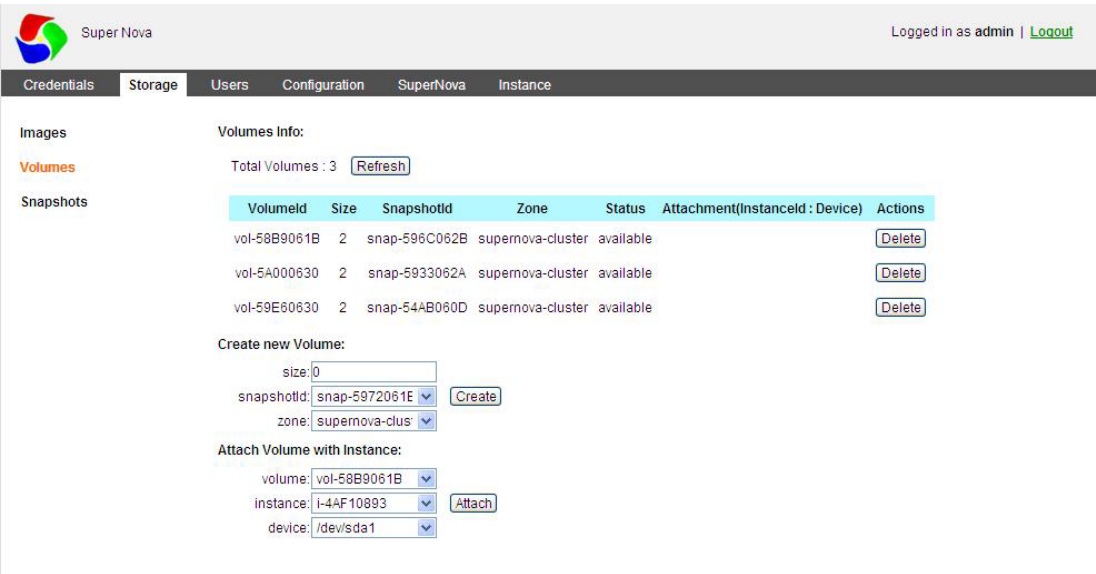 Super Nova
Logged in as admin | Logout
Credentials Storage Users Configuration SuperNova Instance
Images
Volumes
Snapshots
Volumes Info:
Total Volumes : 3 Refresh
VolumeId Size SnapshotId Zone Status Attachment(InstanceId : Device) Actions
vol-58B9061B 2 snap-596C062B supernova-cluster available Delete
vol-5A000630 2 snap-5933062A supernova-cluster available Delete
vol-59E60630 2 snap-54AB060D supernova-cluster available Delete
Create new Volume:
size: 0
snapshotId: snap-5972061E Create
zone: supernova-clus
Attach Volume with Instance:
volume: vol-58B9061B
instance: i-4AF10893 Attach
device: /dev/sda1